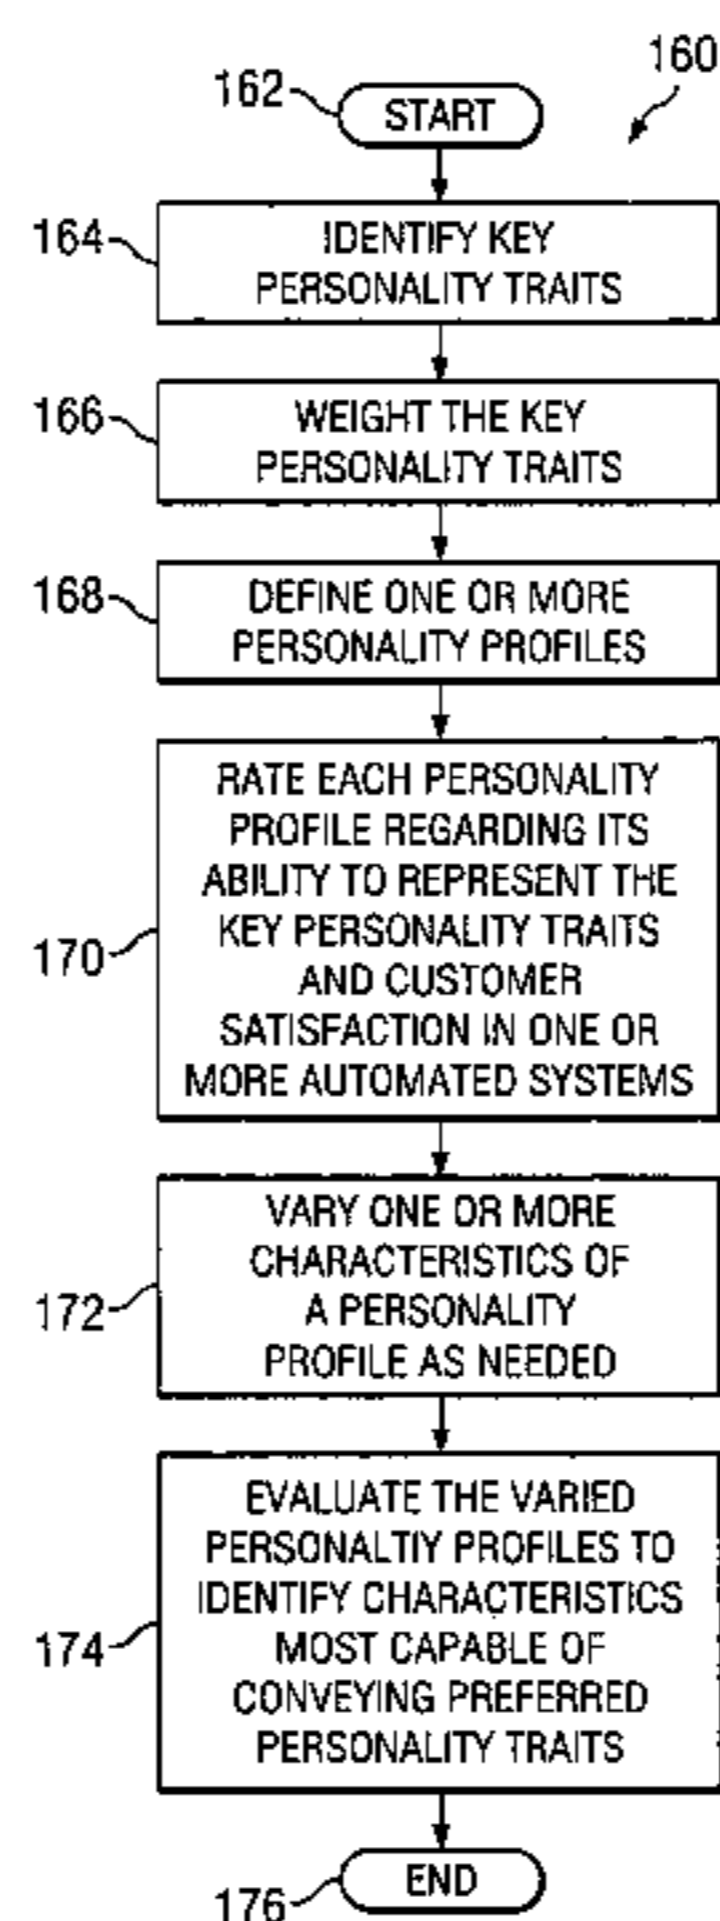 160
162
START
164
IDENTIFY KEY
PERSONALITY TRAITS
166
WEIGHT THE KEY
PERSONALITY TRAITS
168
DEFINE ONE OR MORE
PERSONALITY PROFILES
170
RATE EACH PERSONALITY
PROFILE REGARDING ITS
ABILITY TO REPRESENT THE
KEY PERSONALITY TRAITS
AND CUSTOMER
SATISFACTION IN ONE OR
MORE AUTOMATED SYSTEMS
172
VARY ONE OR MORE
CHARACTERISTICS OF
A PERSONALITY
PROFILE AS NEEDED
174
EVALUATE THE VARIED
PERSONALTIY PROFILES TO
IDENTIFY CHARACTERISTICS
MOST CAPABLE OF
CONVEYING PREFERRED
PERSONALITY TRAITS
176
END